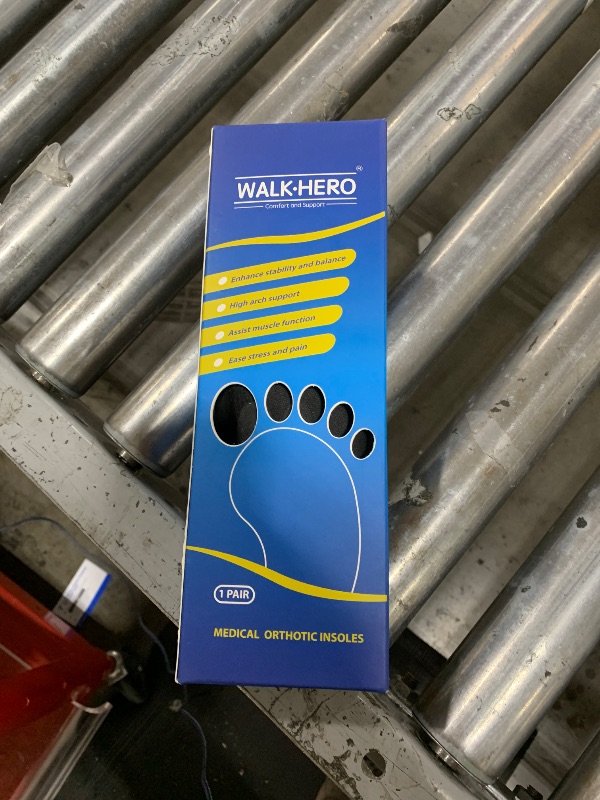 WALK·HERO®
Comfort and Support
Enhance stability and balance
High arch support
Assist muscle function
Ease stress and pain
1 PAIR
MEDICAL ORTHOTIC INSOLES